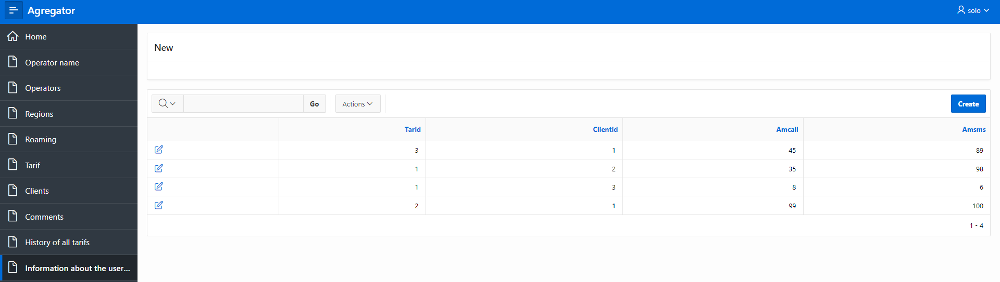 Agregator
solo
Home
Operator name
Operators
Regions
Roaming
Tarif
Clients
Comments
History of all tarifs
Information about the user...
New
Go
Actions
Create
Tarid Clientid Amcall Amsms
3 1 45 89
1 2 35 98
1 3 8 6
2 1 99 100
1 - 4